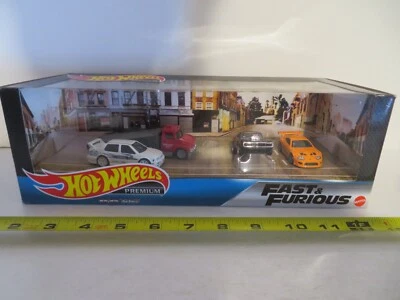 HOT WHEELS
PREMIUM
FAST & FURIOUS
2 3 4 5 6 7 8 9 10 11